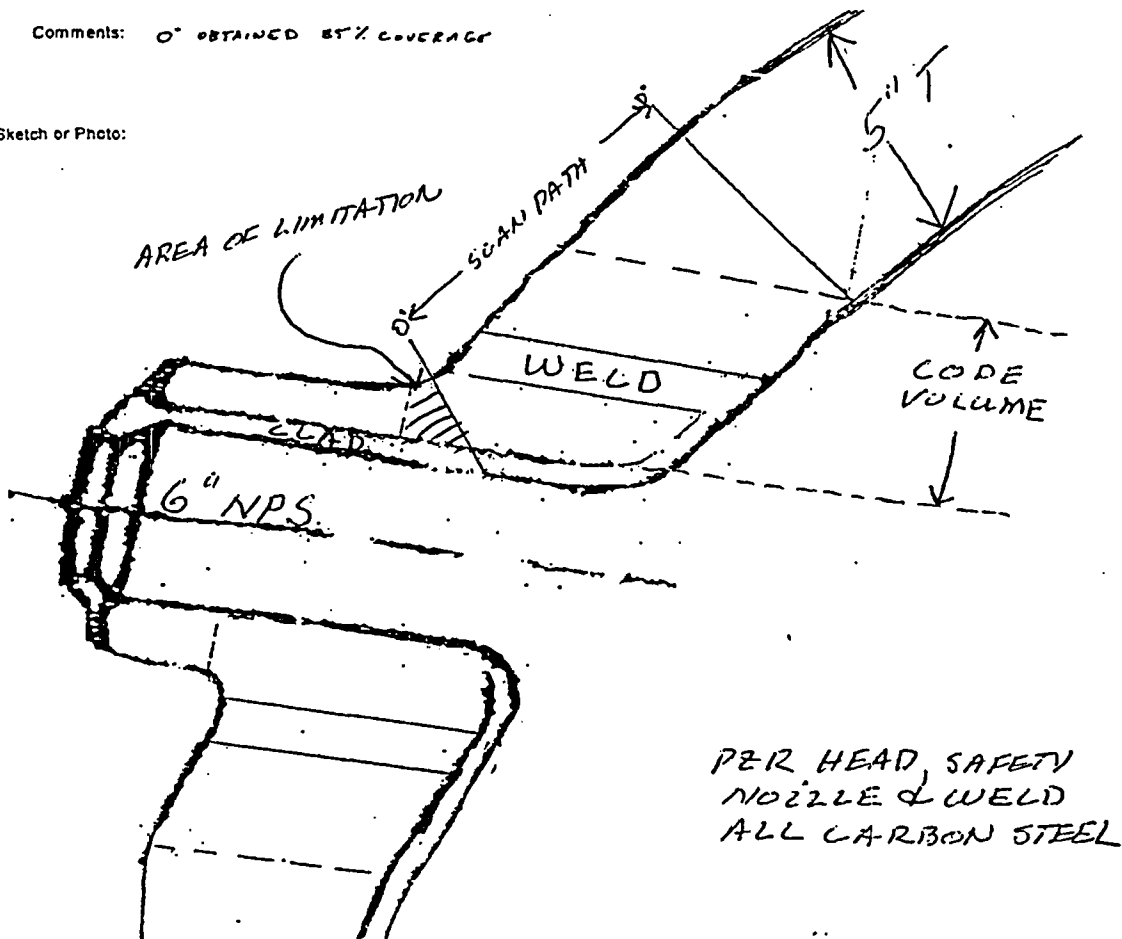 Comments: 0° OBTAINED 85% COVERAGE
Sketch or Photo:
5" T
0°
SCAN PATH
AREA OF LIMITATION
0°
WELD
CODE
VOLUME
CLAD
6" NPS
PZR HEAD, SAFETY
NOZZLE & WELD
ALL CARBON STEEL